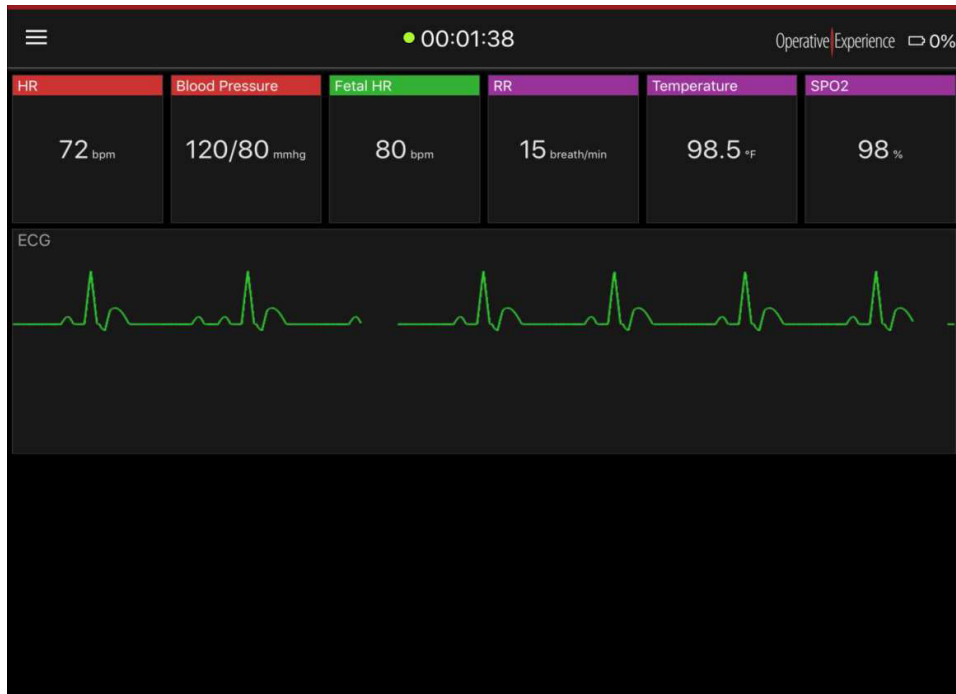 00:01:38
Operative Experience 0%
HR Blood Pressure Fetal HR RR Temperature SPO2
72 bpm 120/80 mmhg 80 bpm 15 breath/min 98.5 °F 98 %
ECG